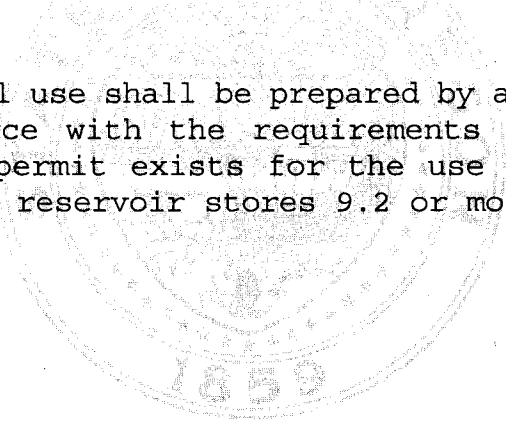 l use shall be prepared by a
ce with the requirements
permit exists for the use
reservoir stores 9.2 or mo
1859